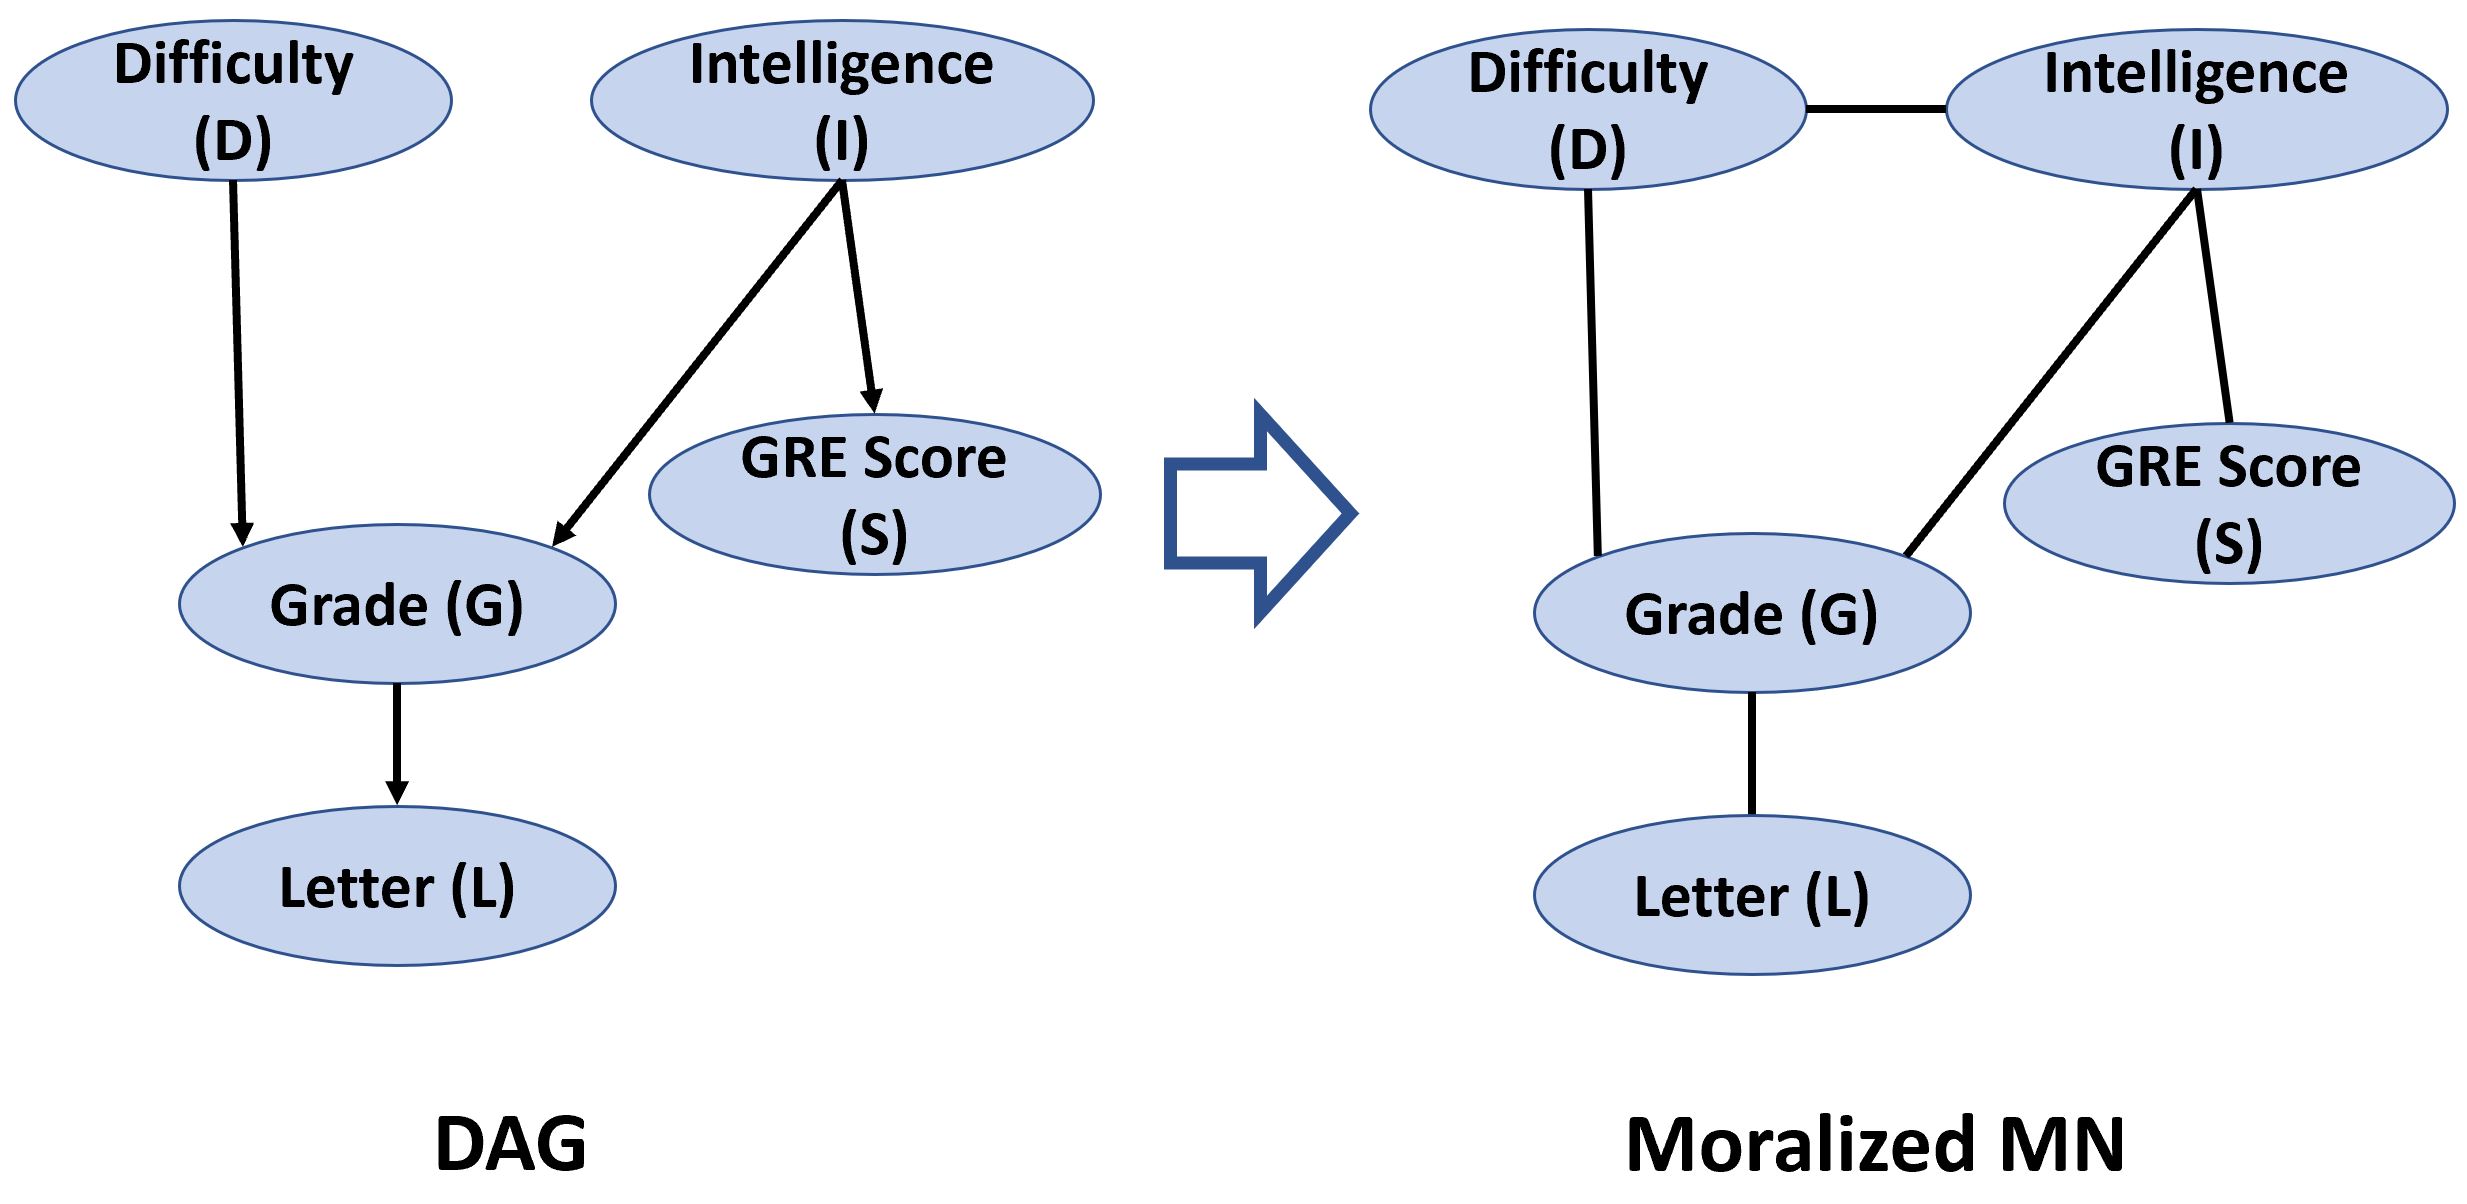 Difficulty
(D)
Intelligence
(I)
GRE Score
(S)
Grade (G)
Letter (L)
DAG
Difficulty
(D)
Intelligence
(I)
GRE Score
(S)
Grade (G)
Letter (L)
Moralized MN